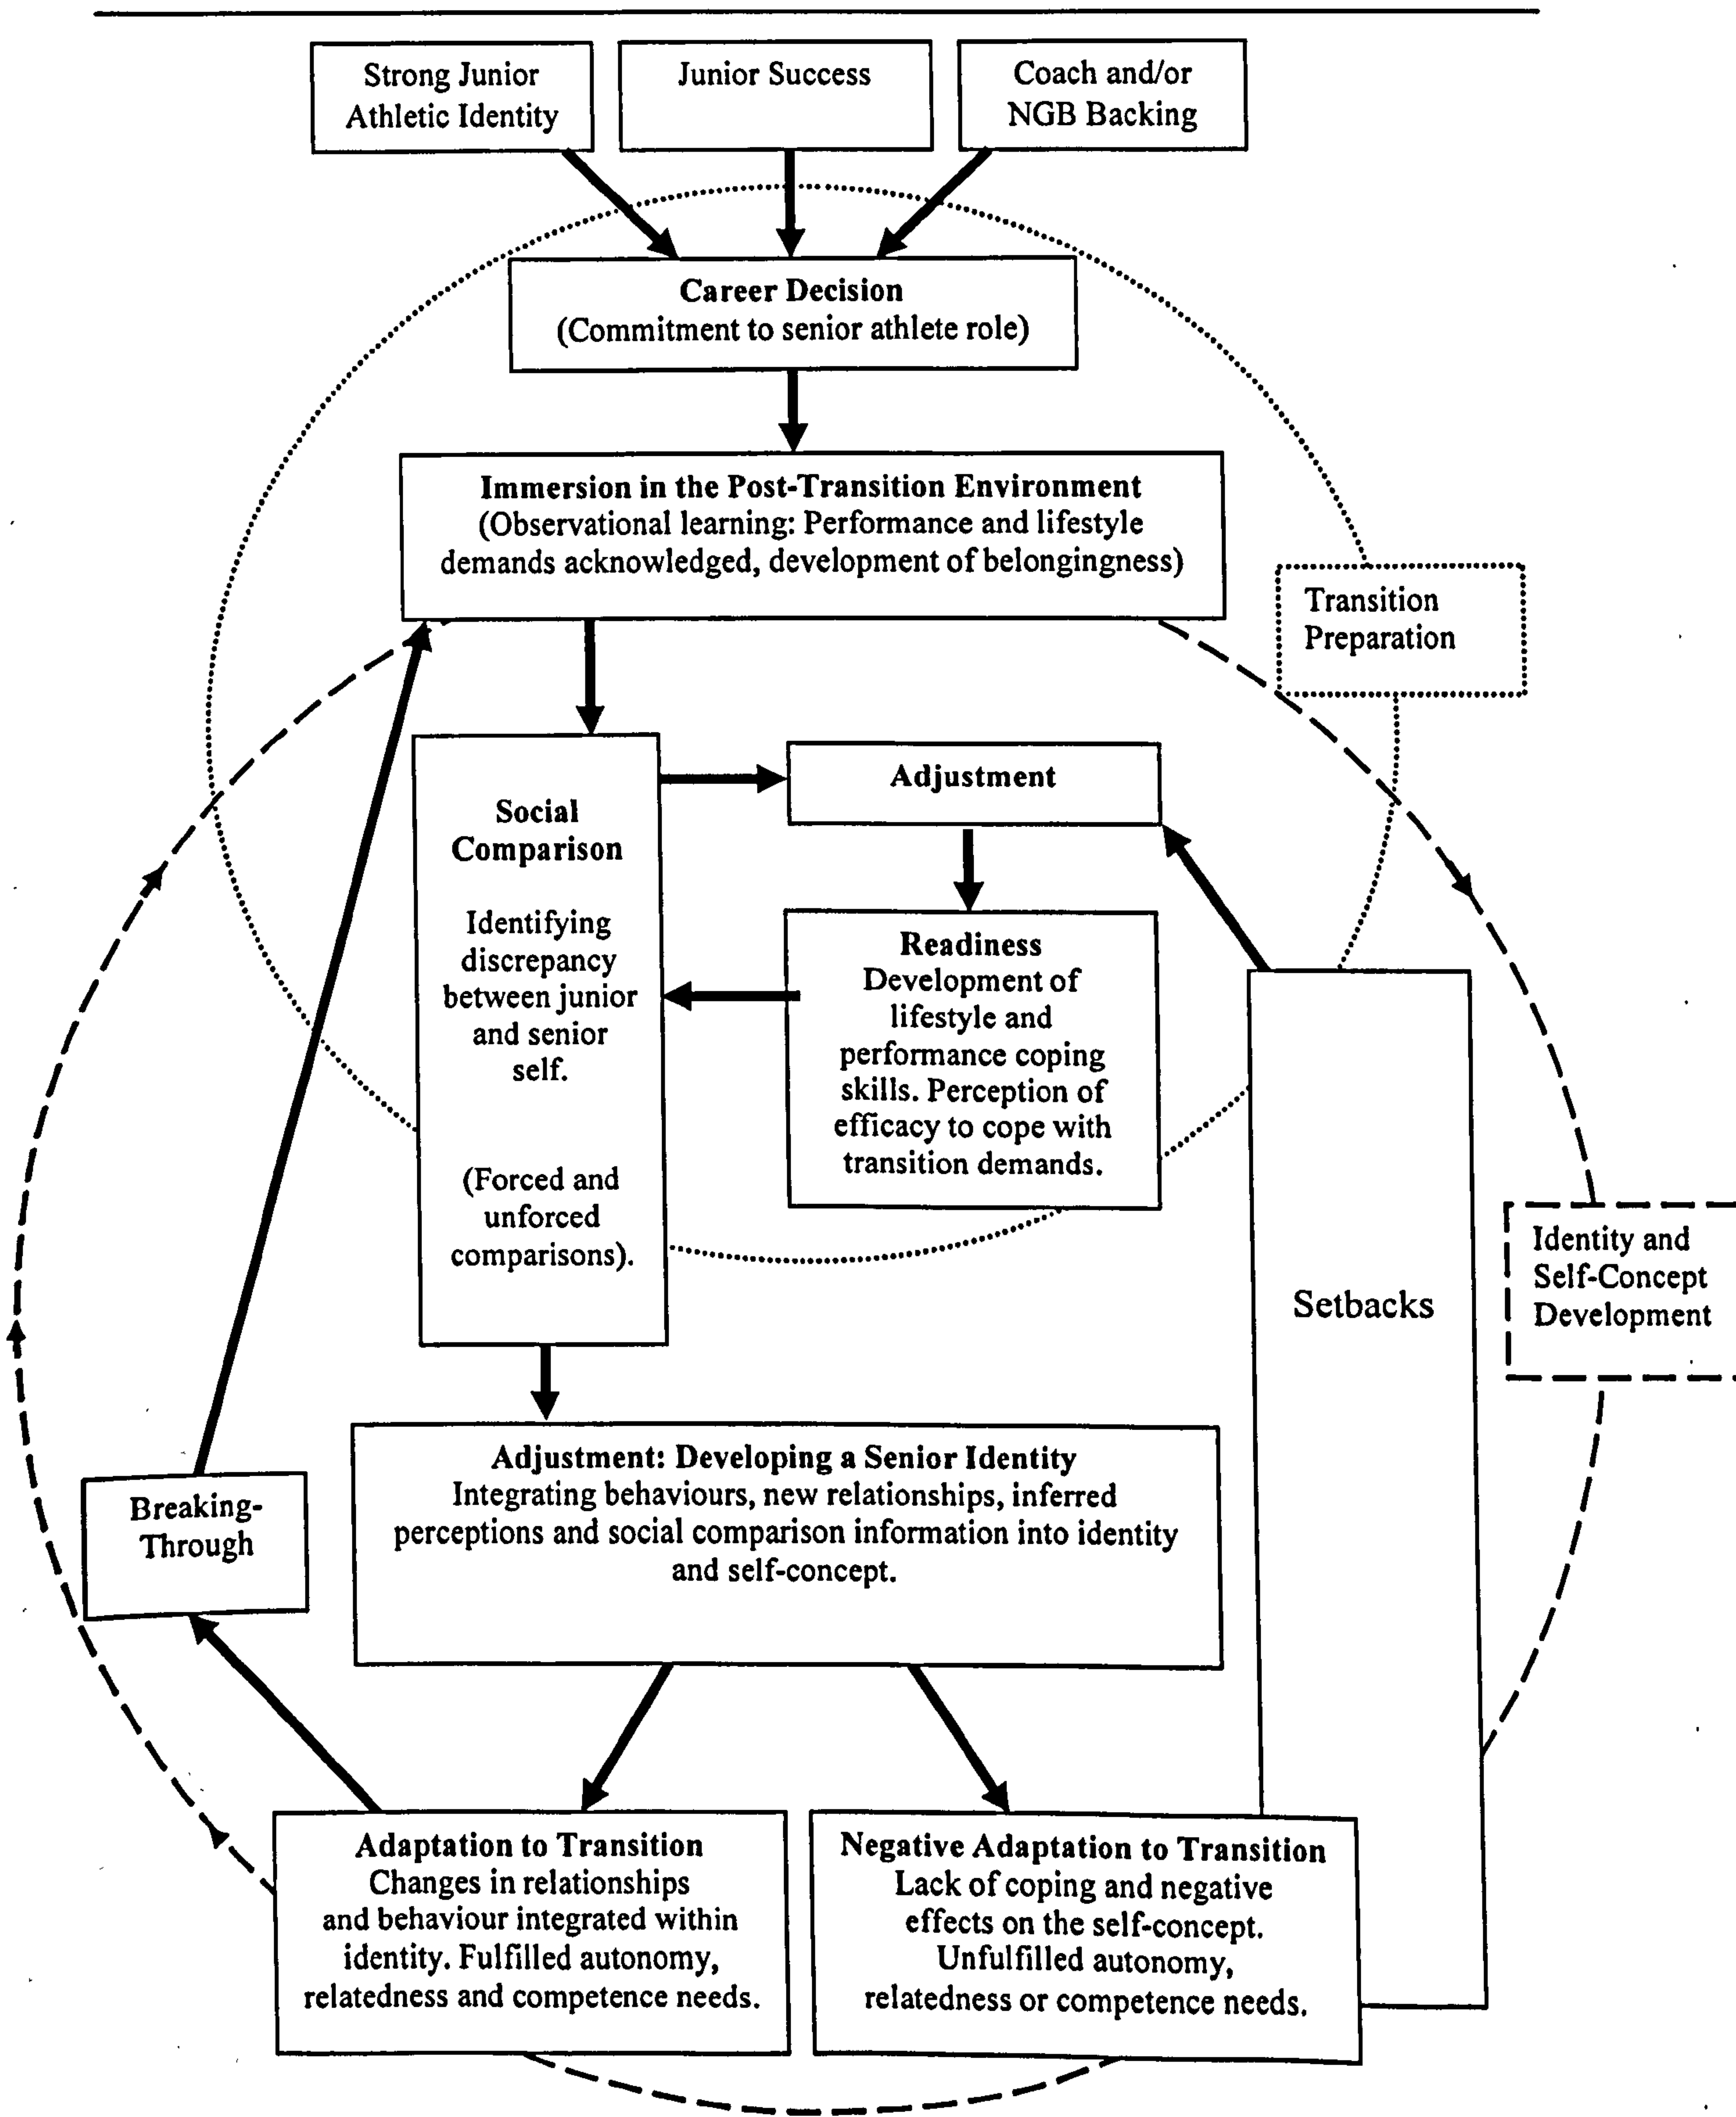 Strong Junior
Athletic Identity
Junior Success
Coach and/or
NGB Backing
Career Decision
(Commitment to senior athlete role)
Immersion in the Post-Transition Environment
(Observational learning: Performance and lifestyle
demands acknowledged, development of belongingness)
Transition
Preparation
Social
Comparison
Identifying
discrepancy
between junior
and senior
self.
(Forced and
unforced
comparisons).
Adjustment
Readiness
Development of
lifestyle and
performance coping
skills. Perception of
efficacy to cope with
transition demands.
Setbacks
Identity and
Self-Concept
Development
Adjustment: Developing a Senior Identity
Integrating behaviours, new relationships, inferred
perceptions and social comparison information into identity
and self-concept.
Breaking-
Through
Adaptation to Transition
Changes in relationships
and behaviour integrated within
identity. Fulfilled autonomy,
relatedness and competence needs.
Negative Adaptation to Transition
Lack of coping and negative
effects on the self-concept.
Unfulfilled autonomy,
relatedness or competence needs.